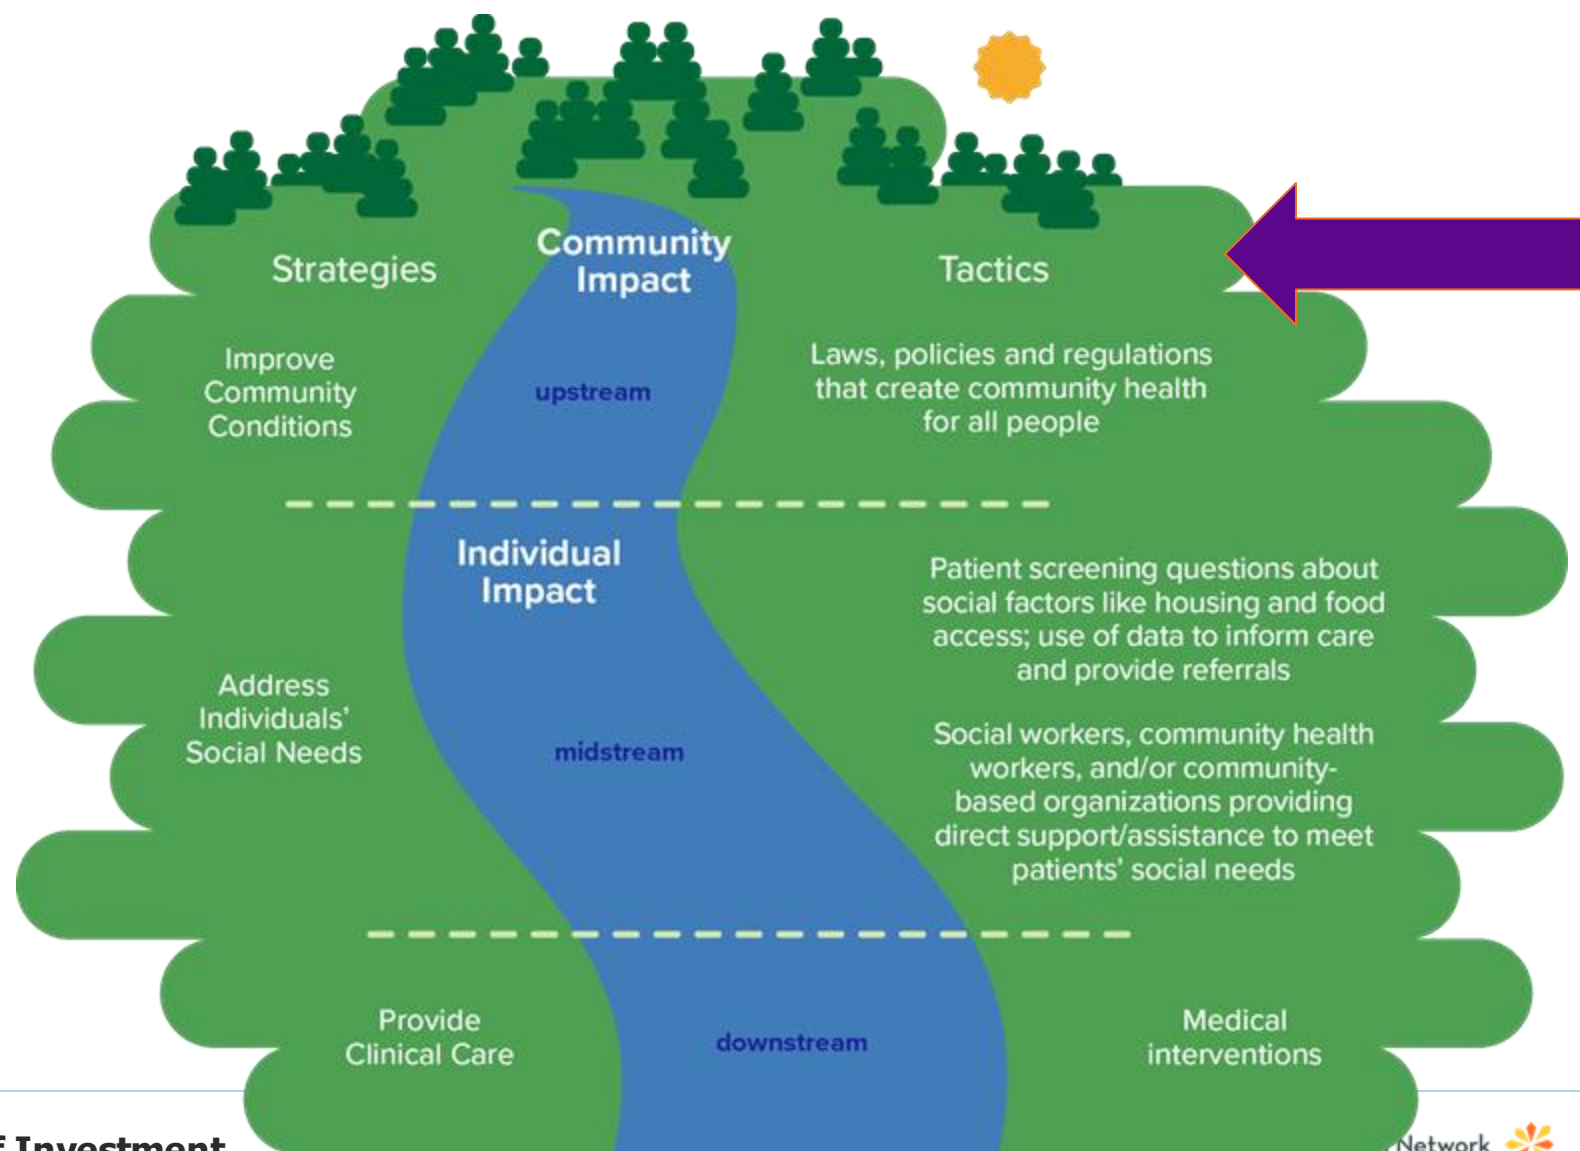 Strategies
Community
Impact
Tactics
Improve
Community
Conditions
upstream
Laws, policies and regulations
that create community health
for all people
Individual
Impact
Address
Individuals’
Social Needs
midstream
Patient screening questions about
social factors like housing and food
access; use of data to inform care
and provide referrals
Social workers, community health
workers, and/or community-
based organizations providing
direct support/assistance to meet
patients’ social needs
Provide
Clinical Care
downstream
Medical
interventions
Investment
Network